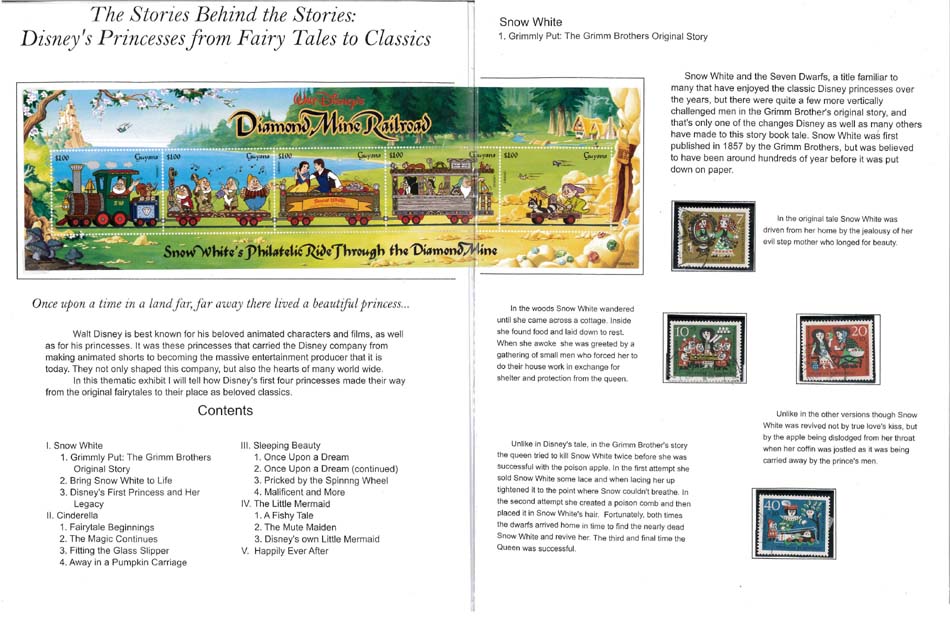 The Stories Behind the Stories:
Disney's Princesses from Fairy Tales to Classics
Walt Disney's
Diamond Mine Railroad
$100 Guyana $100 Guyana $100 Guyana $100 Guyana $100 Guyana
Snow White
Snow White's Philatelic Ride Through the Diamond Mine
Once upon a time in a land far, far away there lived a beautiful princess...
Walt Disney is best known for his beloved animated characters and films, as well
as for his princesses. It was these princesses that carried the Disney company from
making animated shorts to becoming the massive entertainment producer that it is
today. They not only shaped this company, but also the hearts of many world wide.
In this thematic exhibit I will tell how Disney's first four princesses made their way
from the original fairytales to their place as beloved classics.
Contents
I. Snow White
1. Grimmly Put: The Grimm Brothers
Original Story
2. Bring Snow White to Life
3. Disney's First Princess and Her
Legacy
II. Cinderella
1. Fairytale Beginnings
2. The Magic Continues
3. Fitting the Glass Slipper
4. Away in a Pumpkin Carriage
III. Sleeping Beauty
1. Once Upon a Dream
2. Once Upon a Dream (continued)
3. Pricked by the Spinnng Wheel
4. Malificent and More
IV. The Little Mermaid
1. A Fishy Tale
2. The Mute Maiden
3. Disney's own Little Mermaid
V. Happily Ever After
Snow White
1. Grimmly Put: The Grimm Brothers Original Story
Snow White and the Seven Dwarfs, a title familiar to
many that have enjoyed the classic Disney princesses over
the years, but there were quite a few more vertically
challenged men in the Grimm Brother's original story, and
that's only one of the changes Disney as well as many others
have made to this story book tale. Snow White was first
published in 1857 by the Grimm Brothers, but was believed
to have been around hundreds of year before it was put
down on paper.
7
In the original tale Snow White was
driven from her home by the jealousy of her
evil step mother who longed for beauty.
In the woods Snow White wandered
until she came across a cottage. Inside
she found food and laid down to rest.
When she awoke she was greeted by a
gathering of small men who forced her to
do their house work in exchange for
shelter and protection from the queen.
10
20
Unlike in Disney's tale, in the Grimm Brother's story
the queen tried to kill Snow White twice before she was
successful with the poison apple. In the first attempt she
sold Snow White some lace and when lacing her up
tightened it to the point where Snow couldn't breathe. In
the second attempt she created a poison comb and then
placed it in Snow White's hair. Fortunately, both times
the dwarfs arrived home in time to find the nearly dead
Snow White and revive her. The third and final time the
Queen was successful.
Unlike in the other versions though Snow
White was revived not by true love's kiss, but
by the apple being dislodged from her throat
when her coffin was jostled as it was being
carried away by the prince's men.
40